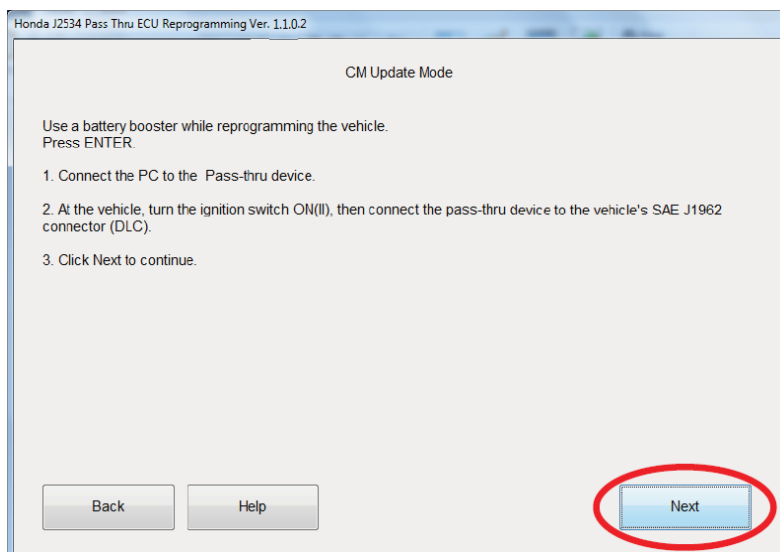 Honda J2534 Pass Thru ECU Reprogramming Ver. 1.1.0.2
CM Update Mode
Use a battery booster while reprogramming the vehicle.
Press ENTER.
1. Connect the PC to the Pass-thru device.
2. At the vehicle, turn the ignition switch ON(II), then connect the pass-thru device to the vehicle's SAE J1962
connector (DLC).
3. Click Next to continue.
Back
Help
Next